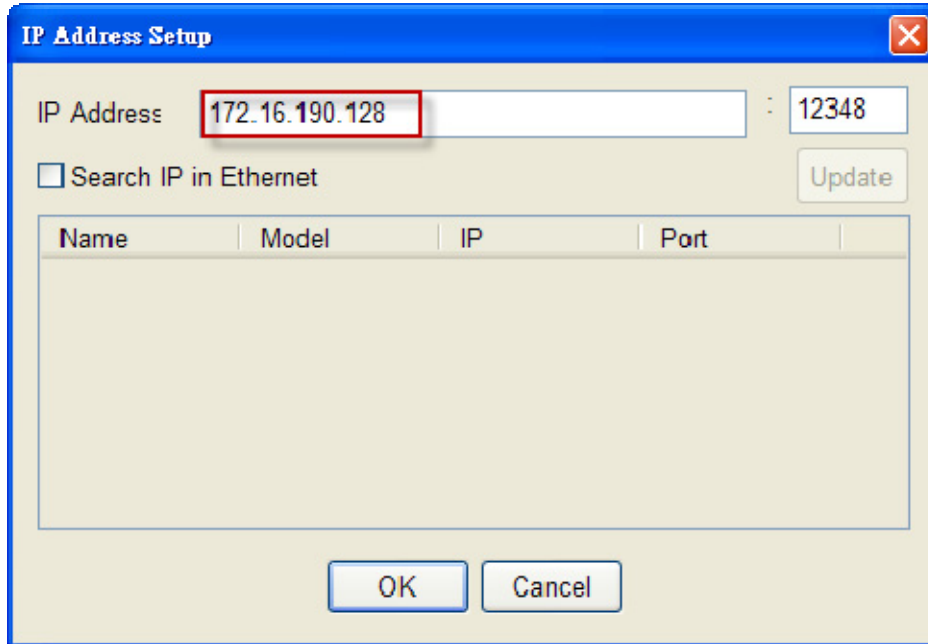 IP Address Setup
IP Address 172.16.190.128 : 12348
Search IP in Ethernet Update
Name Model IP Port
OK Cancel